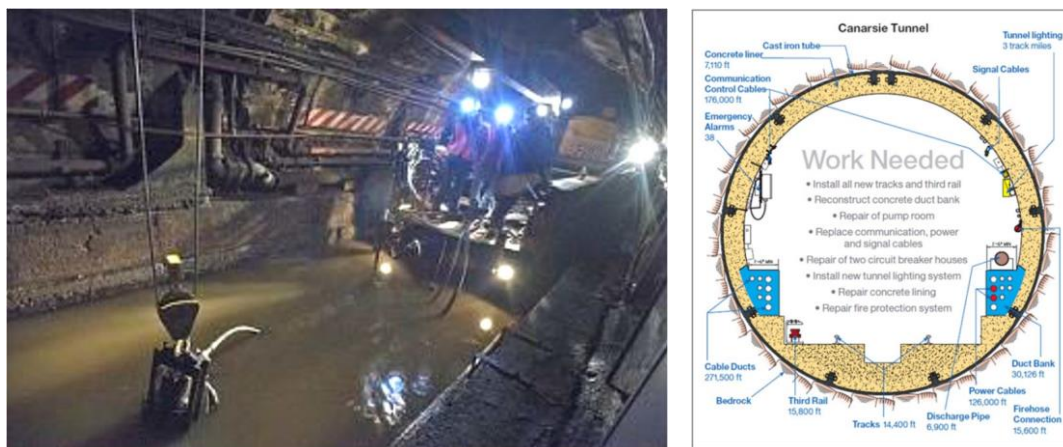 Canarsie Tunnel
Cast iron tube
Concrete liner
7,110 ft
Communication
Control Cables
176,000 ft
Emergency
Alarms
38
Tunnel lighting
3 track miles
Signal Cables
Work Needed
• Install all new tracks and third rail
• Reconstruct concrete duct bank
• Repair of pump room
• Replace communication, power
and signal cables
• Repair of two circuit breaker houses
• Install new tunnel lighting system
• Repair concrete lining
• Repair fire protection system
Cable Ducts
271,500 ft
Bedrock
Third Rail
15,800 ft
Tracks 14,400 ft
Discharge Pipe
6,900 ft
Power Cables
126,000 ft
Duct Bank
30,126 ft
Firehose
Connection
15,600 ft